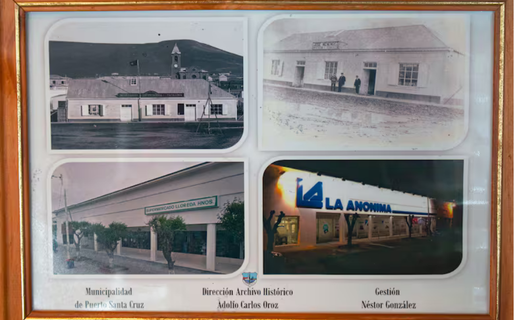 LA ANONIMA
Municipalidad
de Puerto Santa Cruz
Dirección Archivo Histórico
Adolfo Carlos Oroz
Gestión
Néstor González